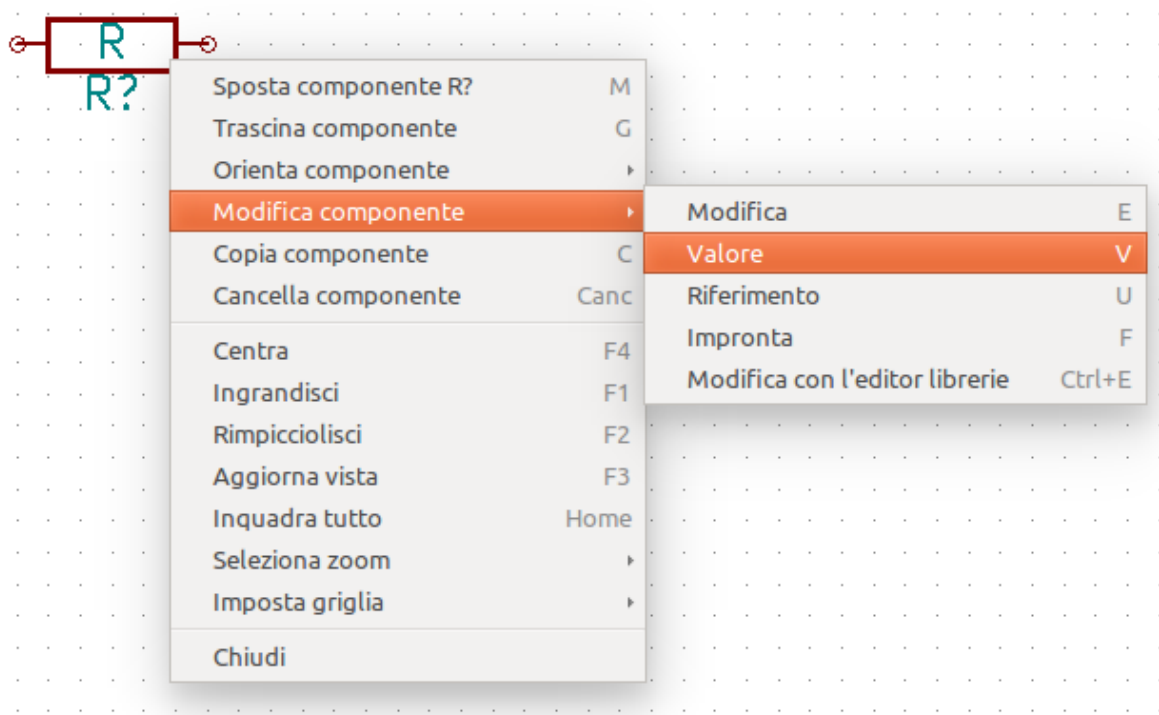 R
R?
Sposta componente R? M
Trascina componente G
Orienta componente
Modifica componente
Copia componente C
Cancella componente Canc
Centra F4
Ingrandisci F1
Rimpicciolisci F2
Aggiorna vista F3
Inquadra tutto Home
Seleziona zoom
Imposta griglia
Chiudi
Modifica E
Valore V
Riferimento U
Impronta F
Modifica con l'editor librerie Ctrl+E